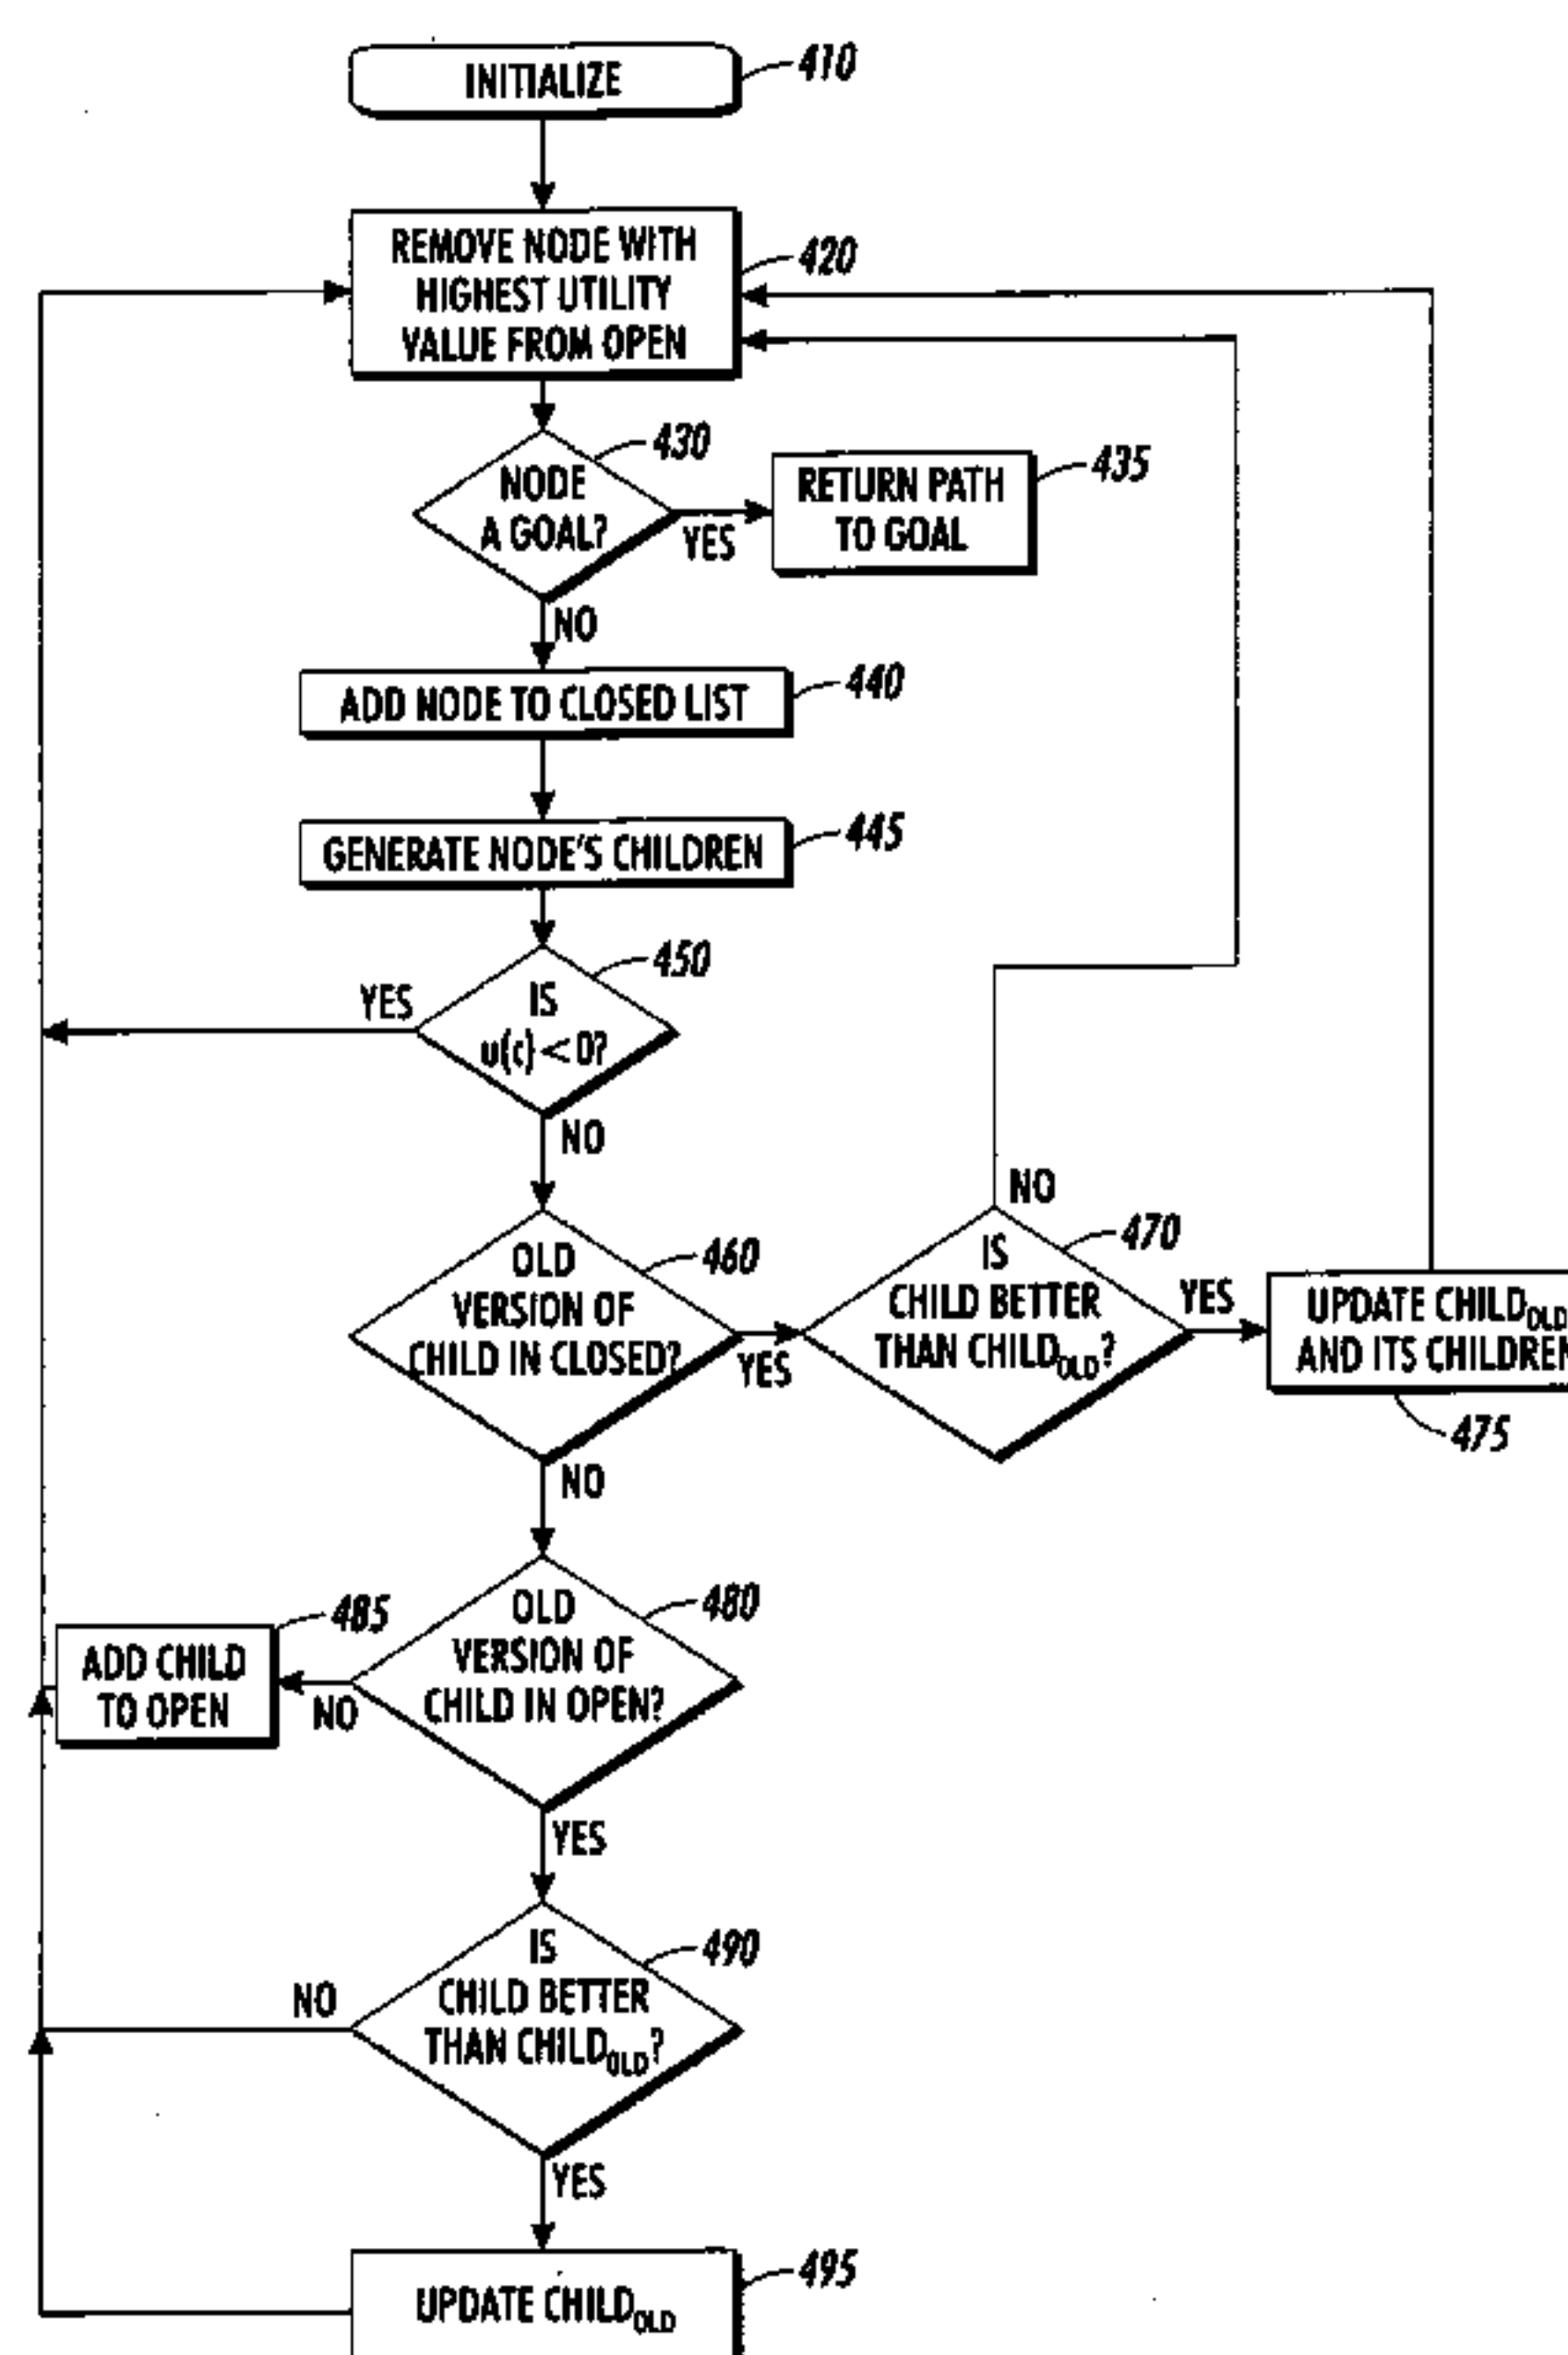 INITIALIZE
410
REMOVE NODE WITH
HIGHEST UTILITY
VALUE FROM OPEN
420
NODE
A GOAL?
430
YES
RETURN PATH
TO GOAL
435
NO
ADD NODE TO CLOSED LIST
440
GENERATE NODE'S CHILDREN
445
IS
u(c) < 0?
450
YES
NO
OLD
VERSION OF
CHILD IN CLOSED?
460
YES
IS
CHILD BETTER
THAN CHILD_OLD?
470
NO
YES
UPDATE CHILD_OLD
AND ITS CHILDREN
475
NO
OLD
VERSION OF
CHILD IN OPEN?
480
NO
ADD CHILD
TO OPEN
485
YES
IS
CHILD BETTER
THAN CHILD_OLD?
490
NO
YES
UPDATE CHILD_OLD
495